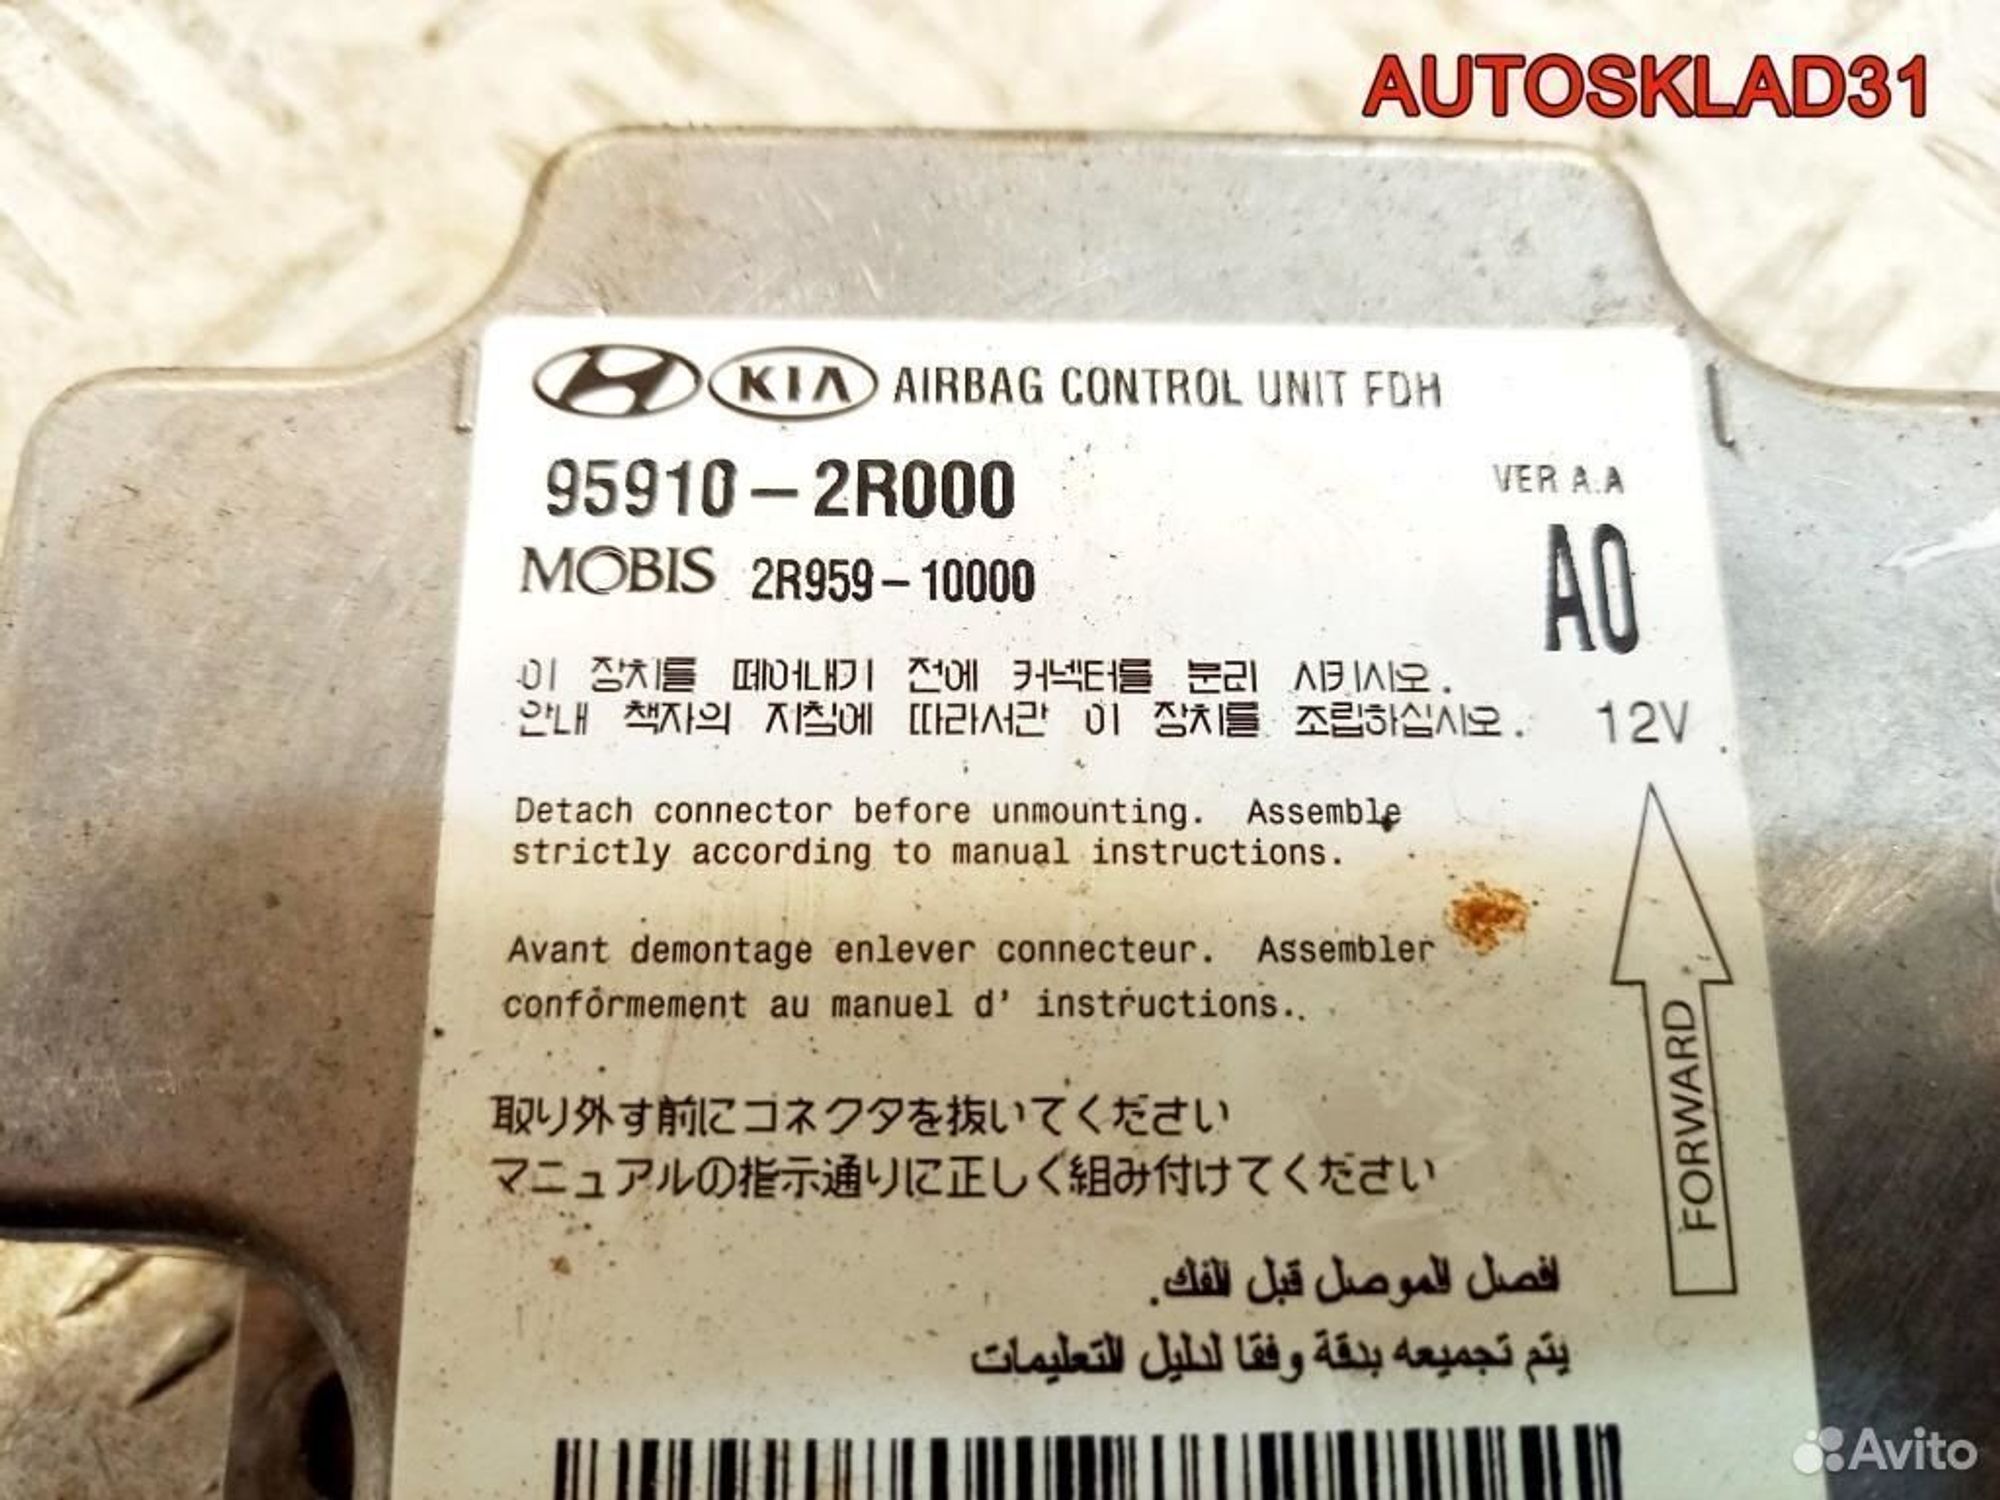 AUTOSKLAD31
KIA AIRBAG CONTROL UNIT FDH
95910-2R000
VER A.A
MOBIS 2R959-10000
A0
이 장치를 떼어내기 전에 커넥터를 분리 시키시오.
안내 책자의 지침에 따라서만 이 장치를 조립하십시오.
12V
Detach connector before unmounting. Assemble
strictly according to manual instructions.
Avant demontage enlever connecteur. Assembler
confôrmement au manuel d' instructions.
FORWARD
取り外す前にコネクタを抜いてください
マニュアルの指示通りに正しく組み付けてください
افصل الموصل قبل الفك.
يتم تجميعه بدقة وفقا لدليل التعليمات
Avito